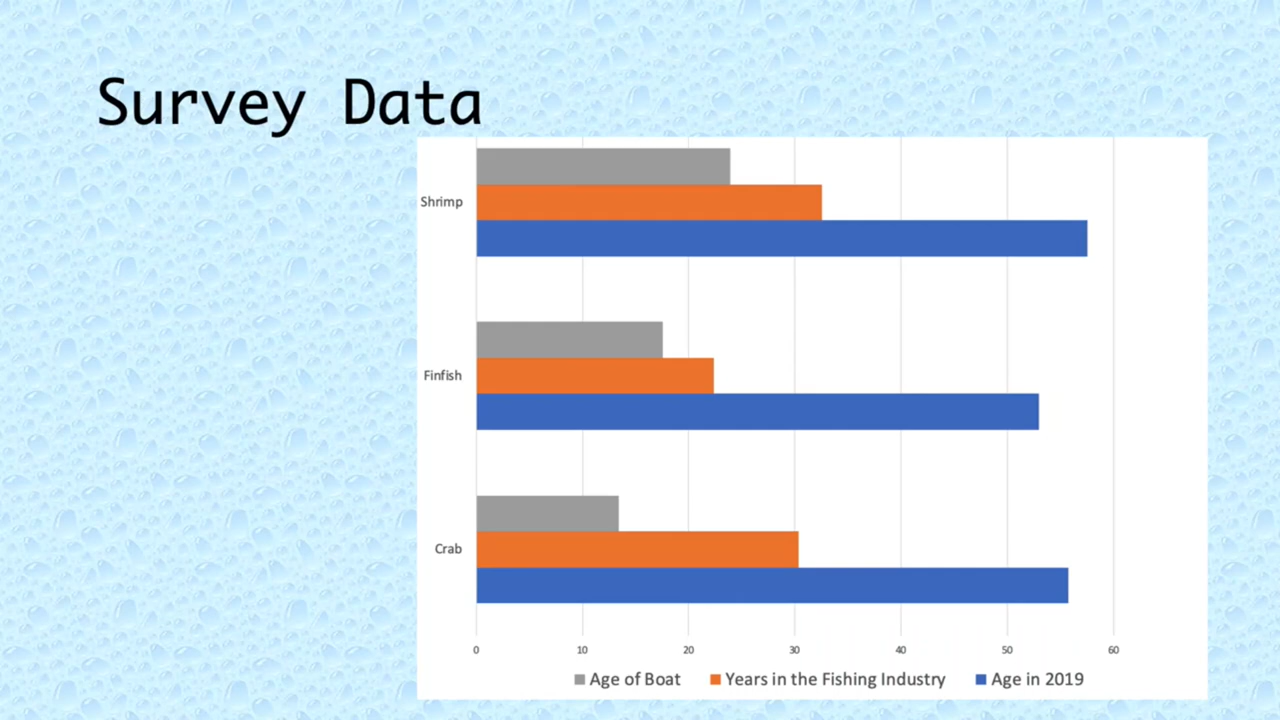 Survey Data
Shrimp
Finfish
Crab
0 10 20 30 40 50 60
Age of Boat Years in the Fishing Industry Age in 2019